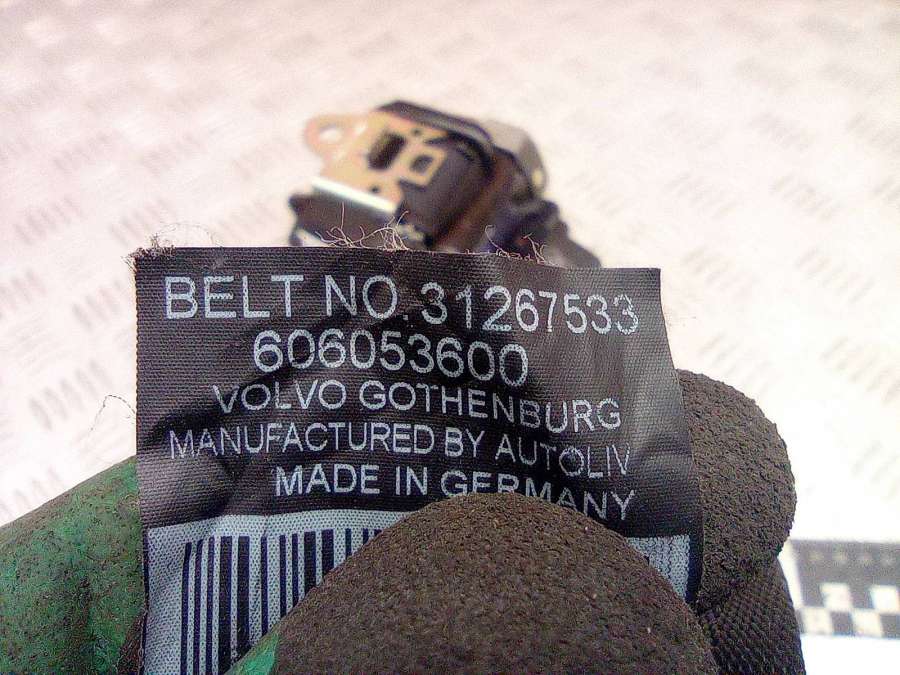 BELT NO. 31267533
606053600
VOLVO GOTHENBURG
MANUFACTURED BY AUTOLIV
MADE IN GERMANY